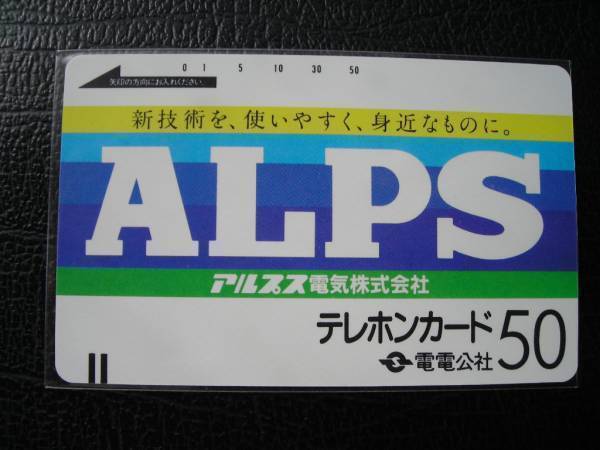 0 1 5 10 30 50
矢印の方向にお入れください
新技術を、使いやすく、身近なものに。
ALPS
アルプス電気株式会社
テレホンカード50
電電公社